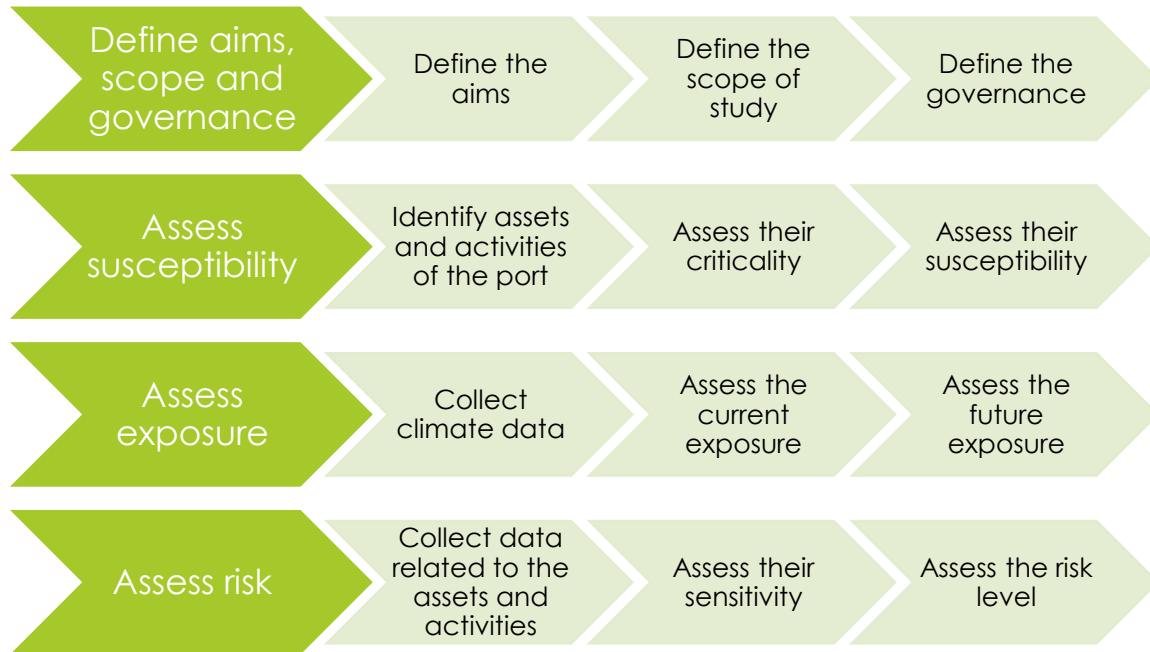 Define aims,
scope and
governance
Define the
aims
Define the
scope of
study
Define the
governance
Assess
susceptibility
Identify assets
and activities
of the port
Assess their
criticality
Assess their
susceptibility
Assess
exposure
Collect
climate data
Assess the
current
exposure
Assess the
future
exposure
Assess risk
Collect data
related to the
assets and
activities
Assess their
sensitivity
Assess the risk
level